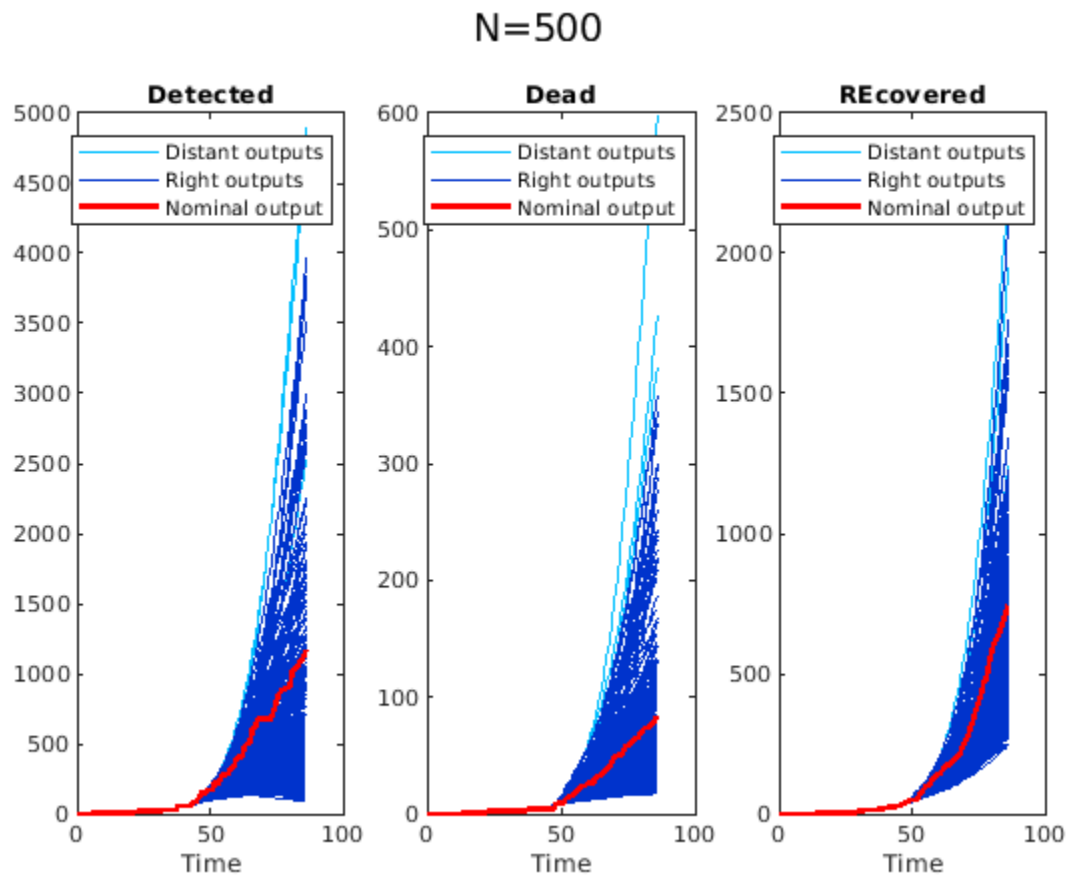 N=500
Detected
Dead
REcovered
5000
4500
4000
3500
3000
2500
2000
1500
1000
500
0
Distant outputs
Right outputs
Nominal output
0
50
100
Time
600
500
400
300
200
100
0
Distant outputs
Right outputs
Nominal output
0
50
100
Time
2500
2000
1500
1000
500
0
Distant outputs
Right outputs
Nominal output
0
50
100
Time